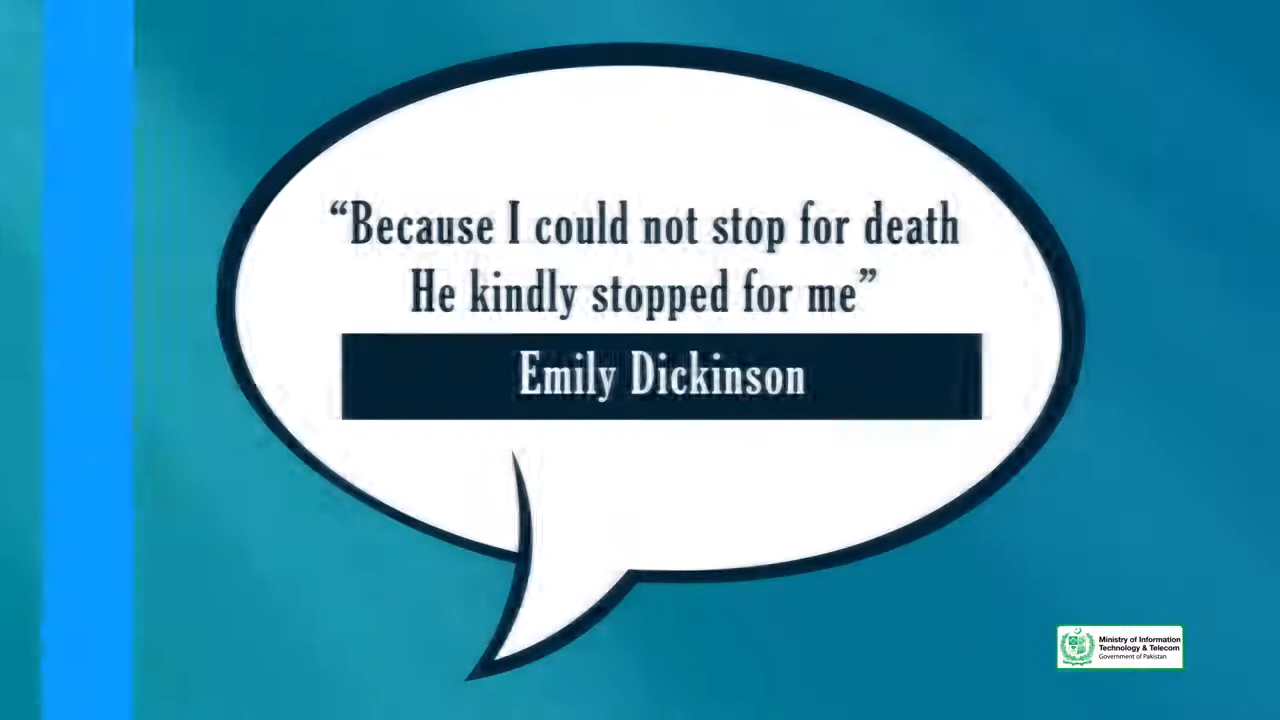 “Because I could not stop for death
He kindly stopped for me”
Emily Dickinson
Ministry of Information
Technology & Telecom
Government of Pakistan